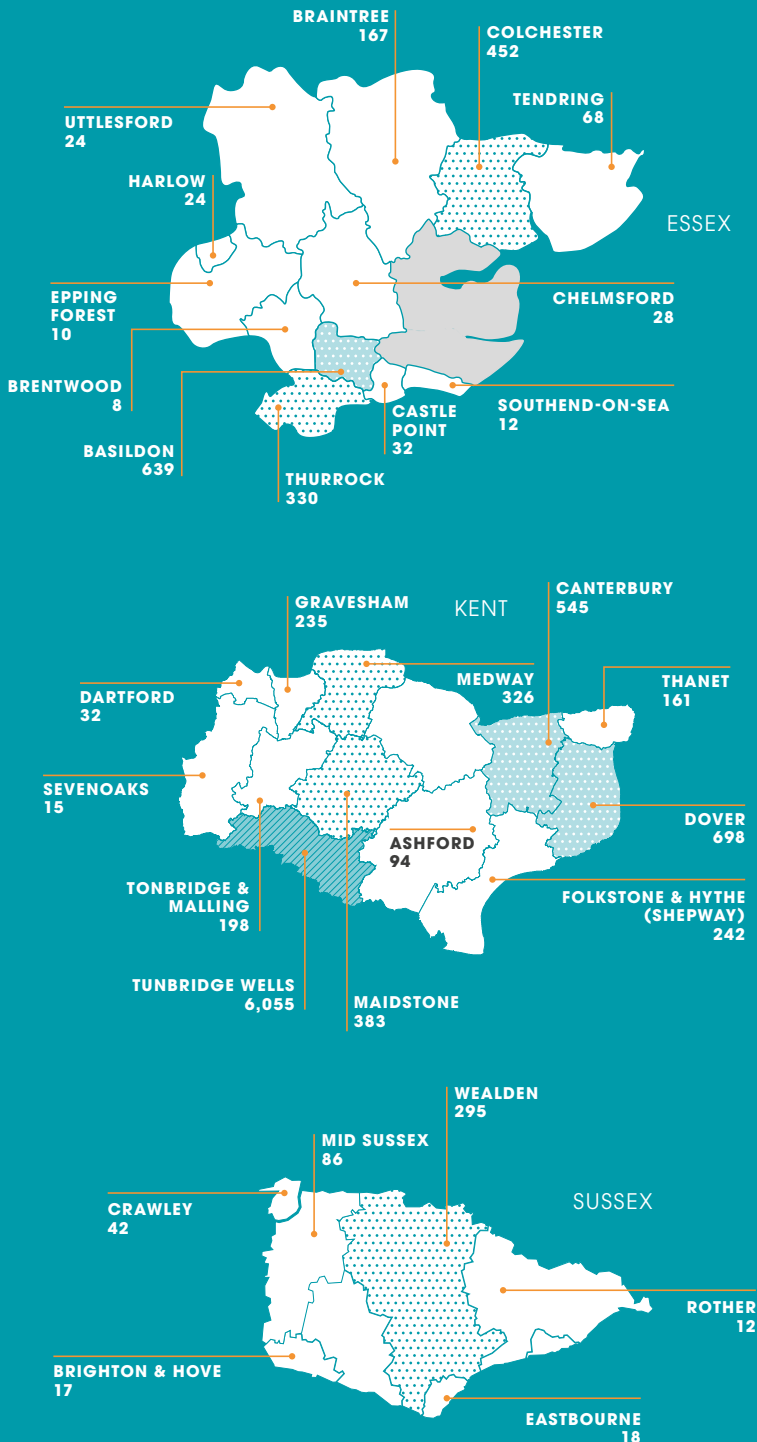 BRAINTREE
167
COLCHESTER
452
TENDRING
68
UTTLESFORD
24
HARLOW
24
ESSEX
EPPING
FOREST
10
CHELMSFORD
28
BRENTWOOD
8
CASTLE
POINT
32
SOUTHEND-ON-SEA
12
BASILDON
639
THURROCK
330
KENT
CANTERBURY
545
GRAVESHAM
235
MEDWAY
326
THANET
161
DARTFORD
32
SEVENOAKS
15
DOVER
698
ASHFORD
94
TONBRIDGE &
MALLING
198
FOLKSTONE & HYTHE
(SHEPWAY)
242
TUNBRIDGE WELLS
6,055
MAIDSTONE
383
WEALDEN
295
MID SUSSEX
86
SUSSEX
CRAWLEY
42
ROTHER
12
BRIGHTON & HOVE
17
EASTBOURNE
18